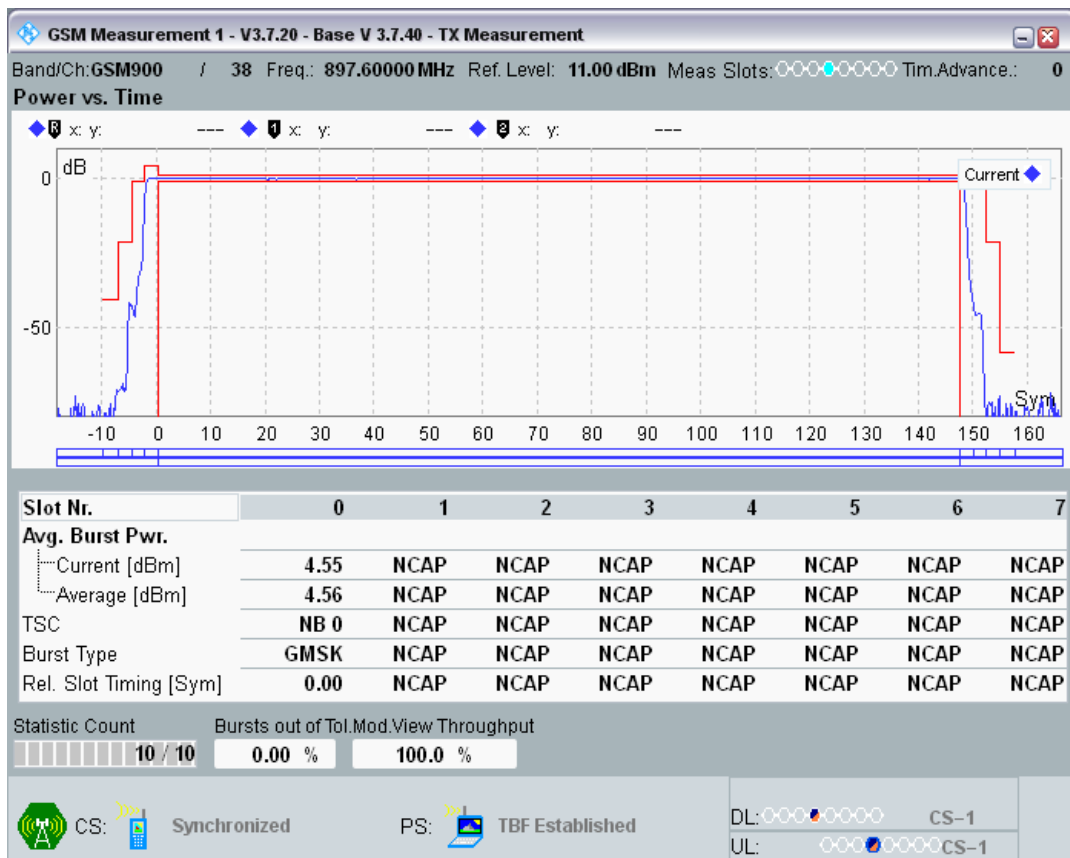 GSM Measurement 1 - V3.7.20 - Base V 3.7.40 - TX Measurement
Band/Ch:GSM900 / 38 Freq.: 897.60000 MHz Ref. Level: 11.00 dBm Meas Slots: Tim.Advance.: 0
Power vs. Time
R x: y: --- 1 x: y: --- 2 x: y: ---
dB
Current
0
-50
Sym
-10 0 10 20 30 40 50 60 70 80 90 100 110 120 130 140 150 160
Slot Nr. 0 1 2 3 4 5 6 7
Avg. Burst Pwr.
Current [dBm] 4.55 NCAP NCAP NCAP NCAP NCAP NCAP NCAP
Average [dBm] 4.56 NCAP NCAP NCAP NCAP NCAP NCAP NCAP
TSC NB 0 NCAP NCAP NCAP NCAP NCAP NCAP NCAP
Burst Type GMSK NCAP NCAP NCAP NCAP NCAP NCAP NCAP
Rel. Slot Timing [Sym] 0.00 NCAP NCAP NCAP NCAP NCAP NCAP NCAP
Statistic Count Bursts out of Tol.Mod.View Throughput
10 / 10 0.00 % 100.0 %
CS: Synchronized PS: TBF Established
DL: CS-1
UL: CS-1